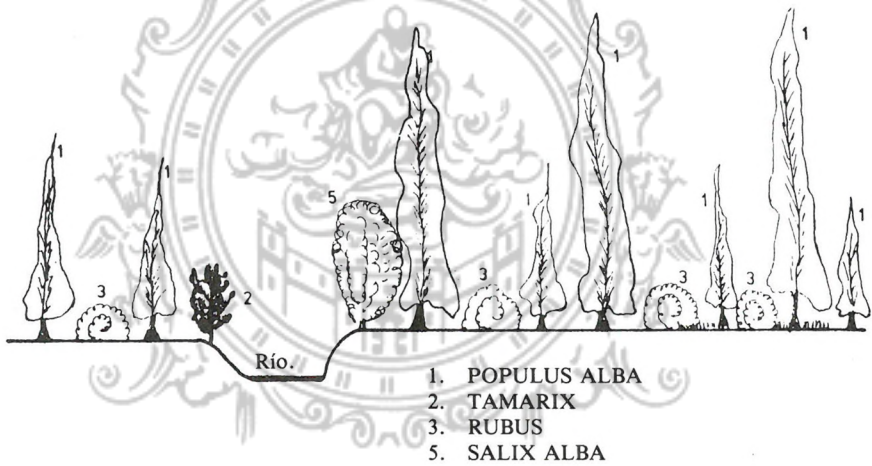 1 1 1 1 1
1 5 1 1 1
3 2 3 3 3
Río.
1. POPULUS ALBA
2. TAMARIX
3. RUBUS
5. SALIX ALBA